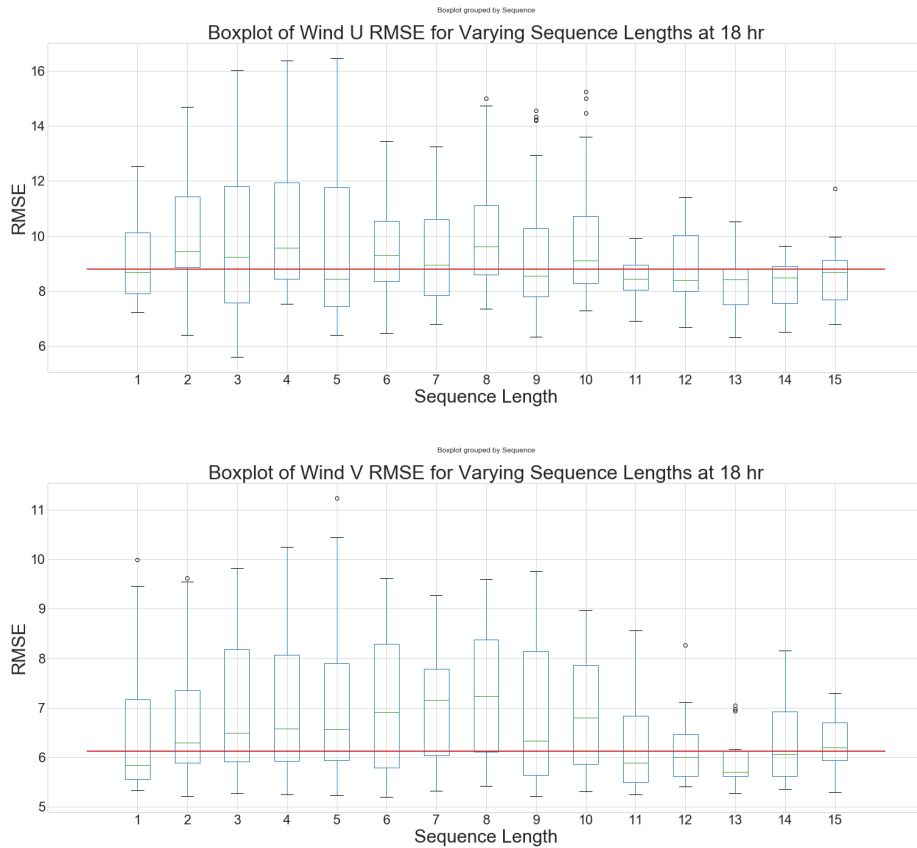 Boxplot grouped by Sequence
Boxplot of Wind U RMSE for Varying Sequence Lengths at 18 hr
RMSE
16
14
12
10
8
6
1 2 3 4 5 6 7 8 9 10 11 12 13 14 15
Sequence Length
Boxplot grouped by Sequence
Boxplot of Wind V RMSE for Varying Sequence Lengths at 18 hr
RMSE
11
10
9
8
7
6
5
1 2 3 4 5 6 7 8 9 10 11 12 13 14 15
Sequence Length